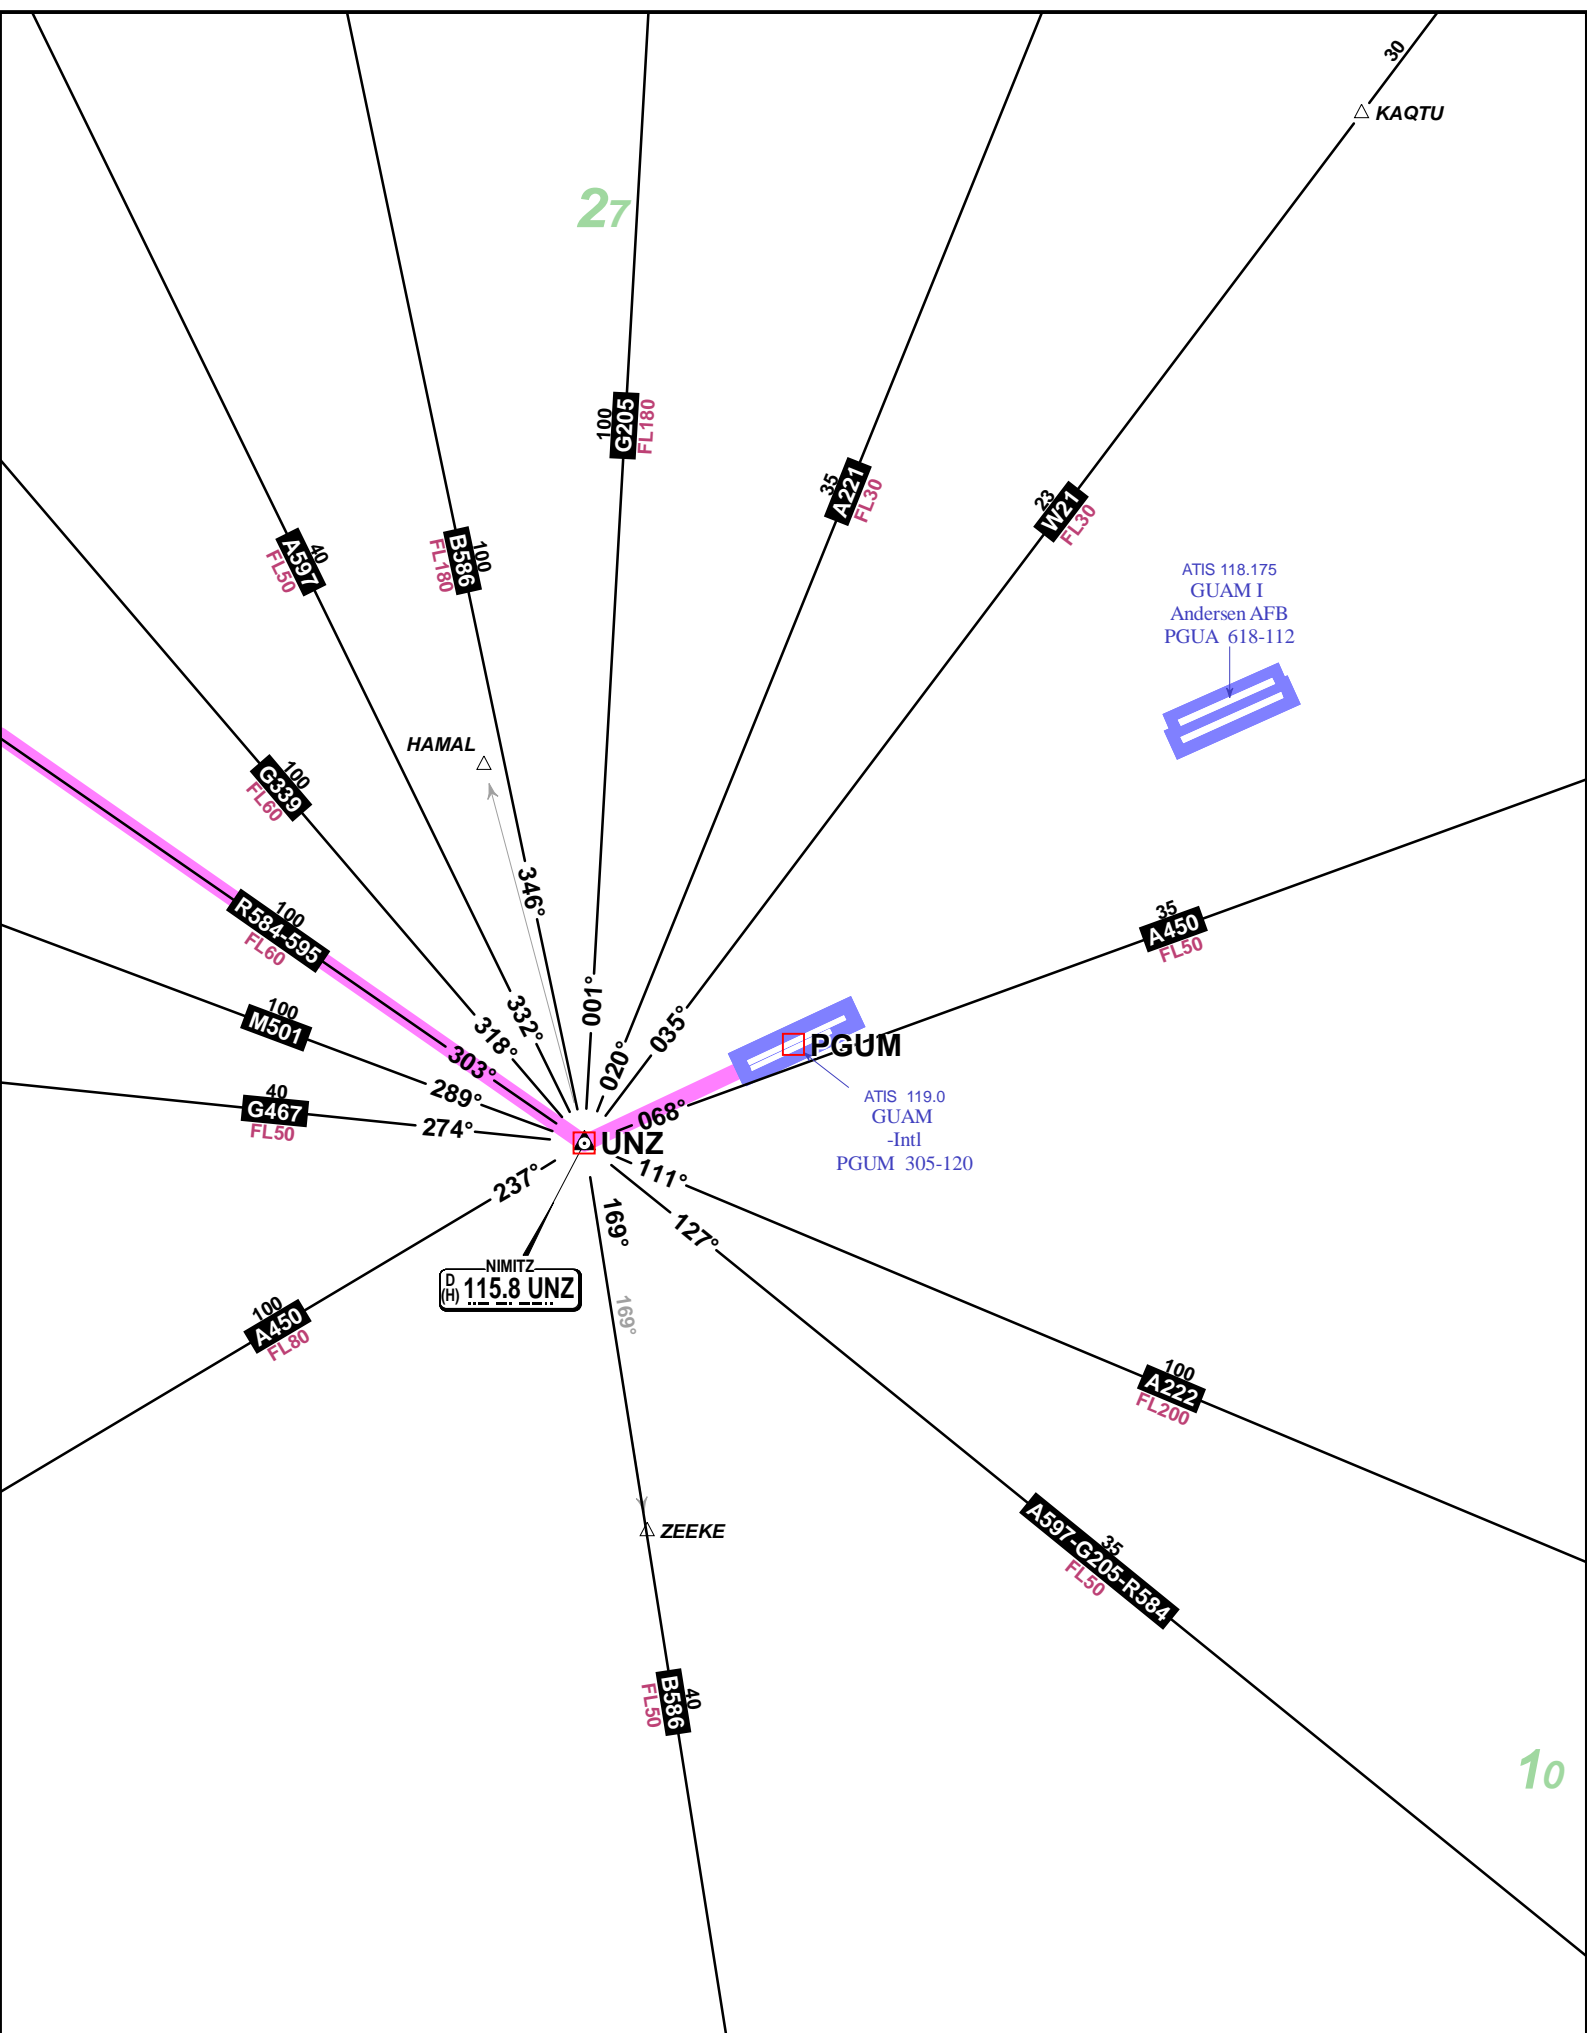 30
KAQTU
27
100
G205
FL180
35
A221
FL30
23
W21
FL30
40
A597
FL50
100
B586
FL180
ATIS 118.175
GUAM I
Andersen AFB
PGUA 618-112
HAMAL
100
G339
FL60
100
R584-595
FL60
346°
35
A450
FL50
100
M501
001°
332°
318°
303°
289°
020°
035°
PGUM
40
G467
FL50
274°
068°
ATIS 119.0
GUAM
-Intl
PGUM 305-120
UNZ
237°
111°
169°
127°
NIMITZ
D
(H) 115.8 UNZ
169°
100
A450
FL80
100
A222
FL200
ZEEKE
35
A597-G205-R584
FL50
40
B586
FL50
10